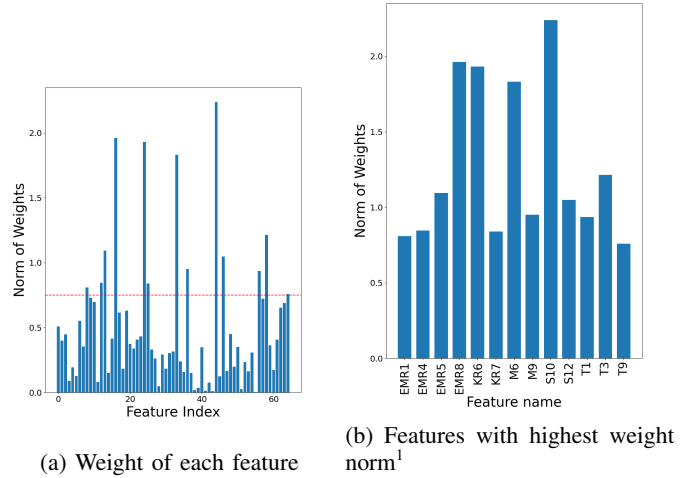 Norm of Weights
2.0
1.5
1.0
0.5
0.0
0 20 40 60
Feature Index
(a) Weight of each feature
Norm of Weights
2.0
1.5
1.0
0.5
0.0
EMR1 EMR4 EMR5 EMR8 KR6 KR7 M6 M9 S10 S12 T1 T3 T9
Feature name
(b) Features with highest weight
norm¹